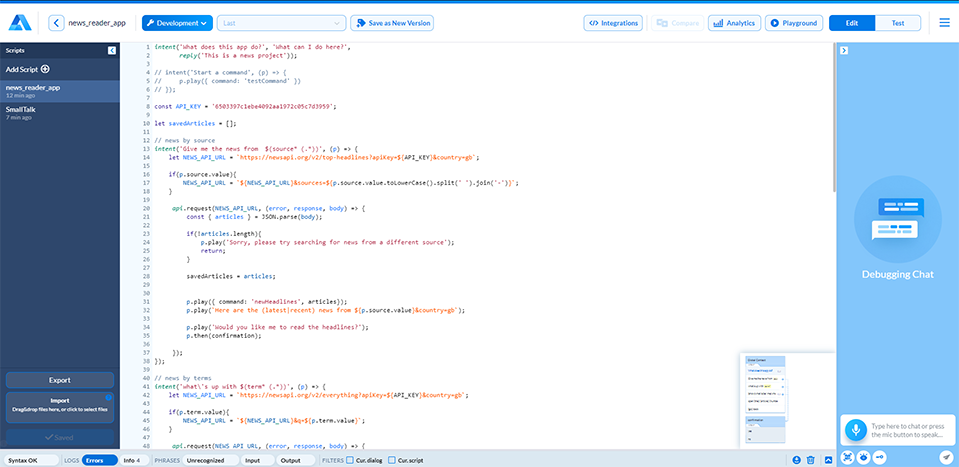 news_reader_app
Development
Last
Save as New Version
Integrations
Compare
Analytics
Playground
Edit
Test
Scripts
Add Script
news_reader_app
12 min ago
SmallTalk
7 min ago
Export
Import
Drag&drop files here, or click to select files
Saved
1 intent('What does this app do?', 'What can I do here?',
2 reply('This is a news project'));
3
4 // intent('Start a command', (p) => {
5 // p.play({ command: 'testCommand' })
6 // });
7
8 const API_KEY = '6503397c1ebe4092aa1972c05c7d3959';
9
10 let savedArticles = [];
11
12 // news by source
13 intent('Give me the news from $(source* (.*))', (p) => {
14 let NEWS_API_URL = `https://newsapi.org/v2/top-headlines?apiKey=${API_KEY}&country=gb`;
15
16 if(p.source.value){
17 NEWS_API_URL = `${NEWS_API_URL}&sources=${p.source.value.toLowerCase().split(' ').join('-')}`;
18 }
19
20 api.request(NEWS_API_URL, (error, response, body) => {
21 const { articles } = JSON.parse(body);
22
23 if(!articles.length){
24 p.play('Sorry, please try searching for news from a different source');
25 return;
26 }
27
28 savedArticles = articles;
29
30
31 p.play({ command: 'newHeadlines', articles});
32 p.play(`Here are the (latest|recent) news from ${p.source.value}&country=gb`);
33
34 p.play('Would you like me to read the headlines?');
35 p.then(confirmation);
36
37 });
38 });
39
40 // news by terms
41 intent('what\'s up with $(term* (.*))', (p) => {
42 let NEWS_API_URL = `https://newsapi.org/v2/everything?apiKey=${API_KEY}&country=gb`;
43
44 if(p.term.value){
45 NEWS_API_URL = `${NEWS_API_URL}&q=${p.term.value}`;
46 }
47
48 api.request(NEWS_API_URL, (error, response, body) => {
Debugging Chat
Type here to chat or press
the mic button to speak...
Syntax OK
LOGS
Errors
Info 4
PHRASES
Unrecognized
Input
Output
FILTERS
Cur. dialog
Cur. script